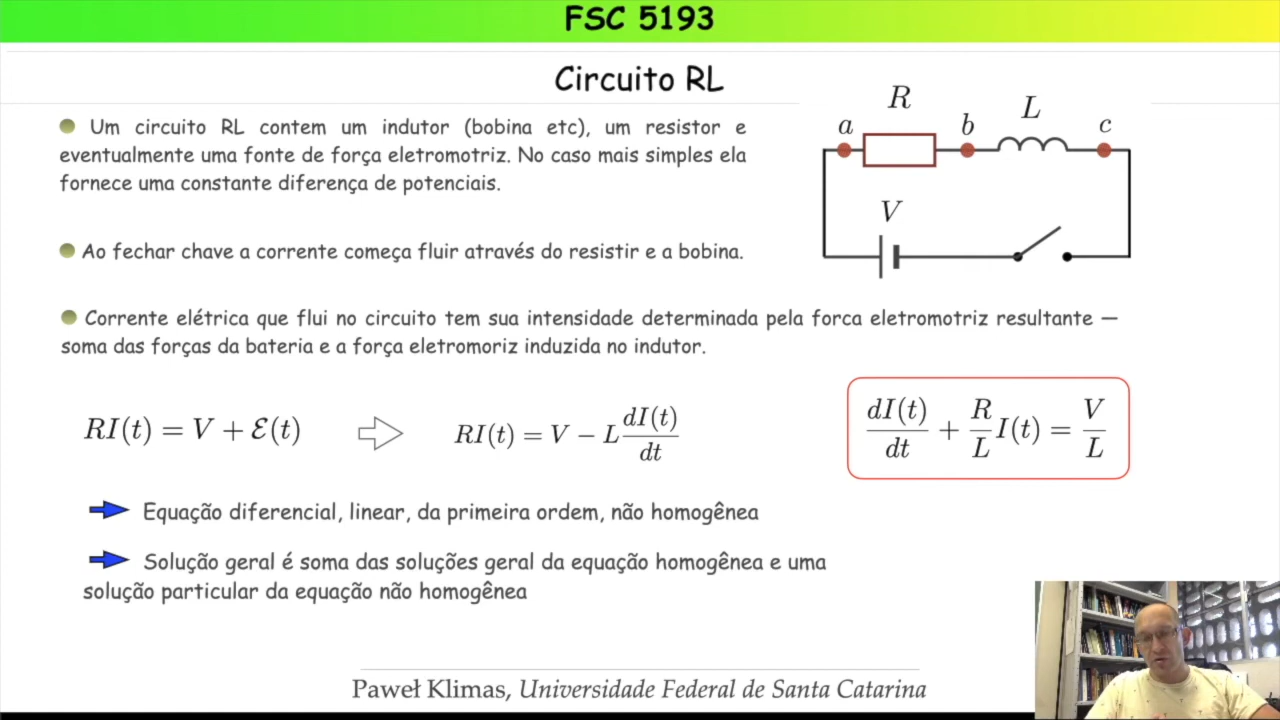 FSC 5193
Circuito RL
Um circuito RL contem um indutor (bobina etc), um resistor e
eventualmente uma fonte de força eletromotriz. No caso mais simples ela
fornece uma constante diferença de potenciais.
R
L
a
b
c
V
Ao fechar chave a corrente começa fluir através do resistir e a bobina.
Corrente elétrica que flui no circuito tem sua intensidade determinada pela forca eletromotriz resultante —
soma das forças da bateria e a força eletromoriz induzida no indutor.
RI(t) = V + ℰ(t)
RI(t) = V − L dI(t)/dt
dI(t)/dt + R/L I(t) = V/L
Equação diferencial, linear, da primeira ordem, não homogênea
Solução geral é soma das soluções geral da equação homogênea e uma
solução particular da equação não homogênea
Paweł Klimas, Universidade Federal de Santa Catarina